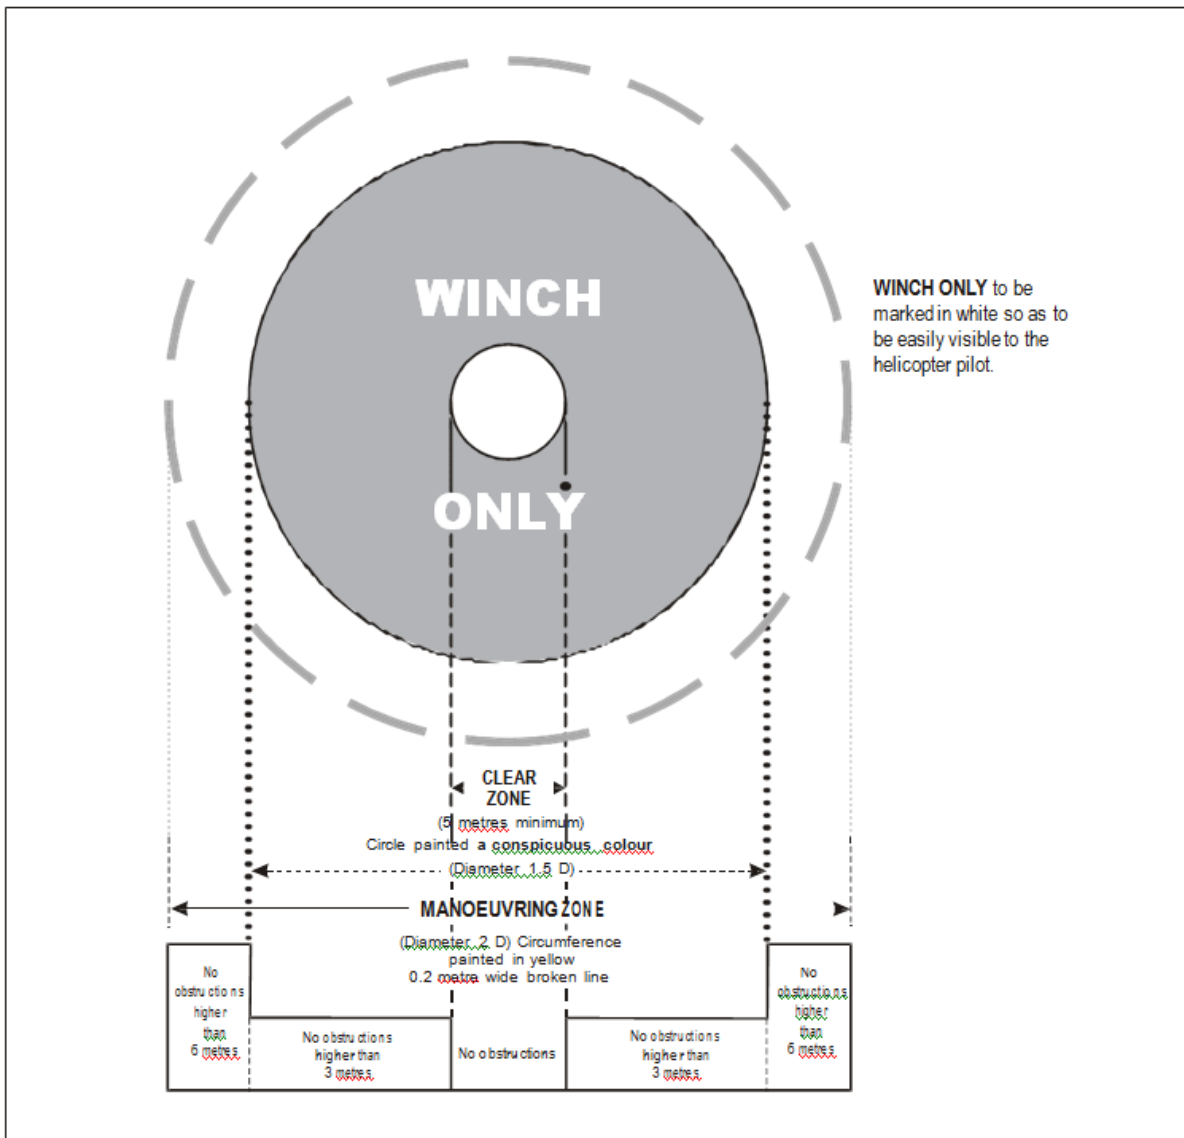 WINCH
ONLY
WINCH ONLY to be
marked in white so as to
be easily visible to the
helicopter pilot.
CLEAR
ZONE
(5 metres minimum)
Circle painted a conspicuous colour
(Diameter 1.5 D)
MANOEUVRING ZONE
(Diameter 2 D) Circumference
painted in yellow
0.2 metra wide broken line
No
obstructions
higher
than
6 metres
No obstructions
higher than
3 metres
No obstructions
No obstructions
higher than
3 metres
No
obstructions
higher
than
6 metres